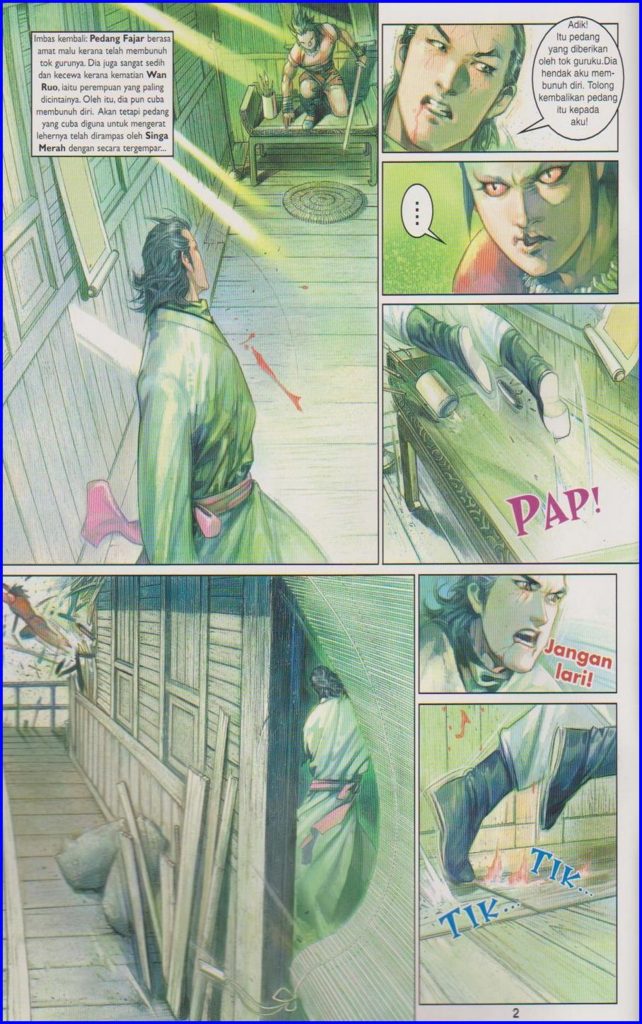 Imbas kembali: Pedang Fajar berasa
amat malu kerana telah membunuh
tok gurunya. Dia juga sangat sedih
dan kecewa kerana kematian Wan
Ruo, iaitu perempuan yang paling
dicintainya. Oleh itu, dia pun cuba
membunuh diri. Akan tetapi pedang
yang cuba diguna untuk mengerat
lehernya telah dirampas oleh Singa
Merah dengan secara tergempar...
Adik!
Itu pedang
yang diberikan
oleh tok guruku.Dia
hendak aku mem-
bunuh diri. Tolong
kembalikan pedang
itu kepada
aku!
....
PAP!
Jangan
lari!
TIK...
TIK...
2